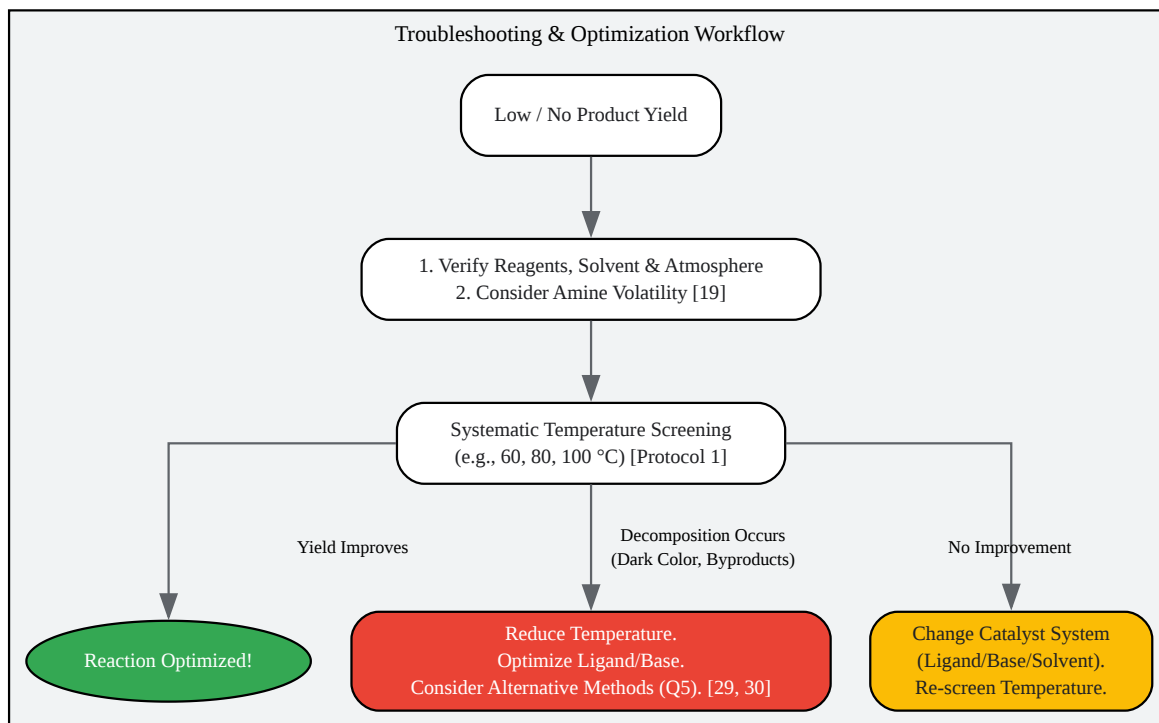 Troubleshooting & Optimization Workflow
Low / No Product Yield
1. Verify Reagents, Solvent & Atmosphere
2. Consider Amine Volatility [19]
Systematic Temperature Screening
(e.g., 60, 80, 100 °C) [Protocol 1]
Yield Improves
Decomposition Occurs
(Dark Color, Byproducts)
No Improvement
Reaction Optimized!
Reduce Temperature.
Optimize Ligand/Base.
Consider Alternative Methods (Q5). [29, 30]
Change Catalyst System
(Ligand/Base/Solvent).
Re-screen Temperature.